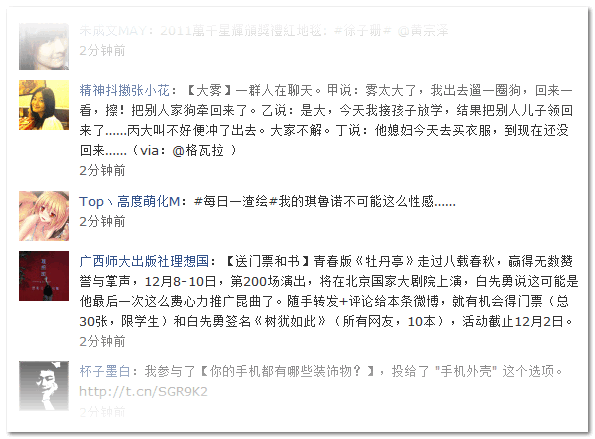 未成文MAY：2011萬千星輝頒獎禮紅地毯：#徐子珊# @黄宗泽
2分钟前
精神抖擞张小花：【大雾】一群人在聊天。甲说：雾太大了，我出去遛一圈狗，回来一
看，擦！把别人家狗牵回来了。乙说：是大，今天我接孩子放学，结果把别人儿子领回
来了……丙大叫不好便冲了出去。大家不解。丁说：他媳妇今天去买衣服，到现在还没
回来……（via：@格瓦拉 ）
2分钟前
Topヽ高度萌化M：#每日一渣绘#我的琪鲁诺不可能这么性感……
2分钟前
广西师大出版社理想国：【送门票和书】青春版《牡丹亭》走过八载春秋，赢得无数赞
誉与掌声，12月8-10日，第200场演出，将在北京国家大剧院上演，白先勇说这可能是
他最后一次这么费心力推广昆曲了。随手转发+评论给本条微博，就有机会得门票（总
30张，限学生）和白先勇签名《树犹如此》（所有网友，10本），活动截止12月2日。
2分钟前
杯子墨白：我参与了【你的手机都有哪些装饰物？】，投给了 "手机外壳" 这个选项。
http://t.cn/SGR9K2
2分钟前